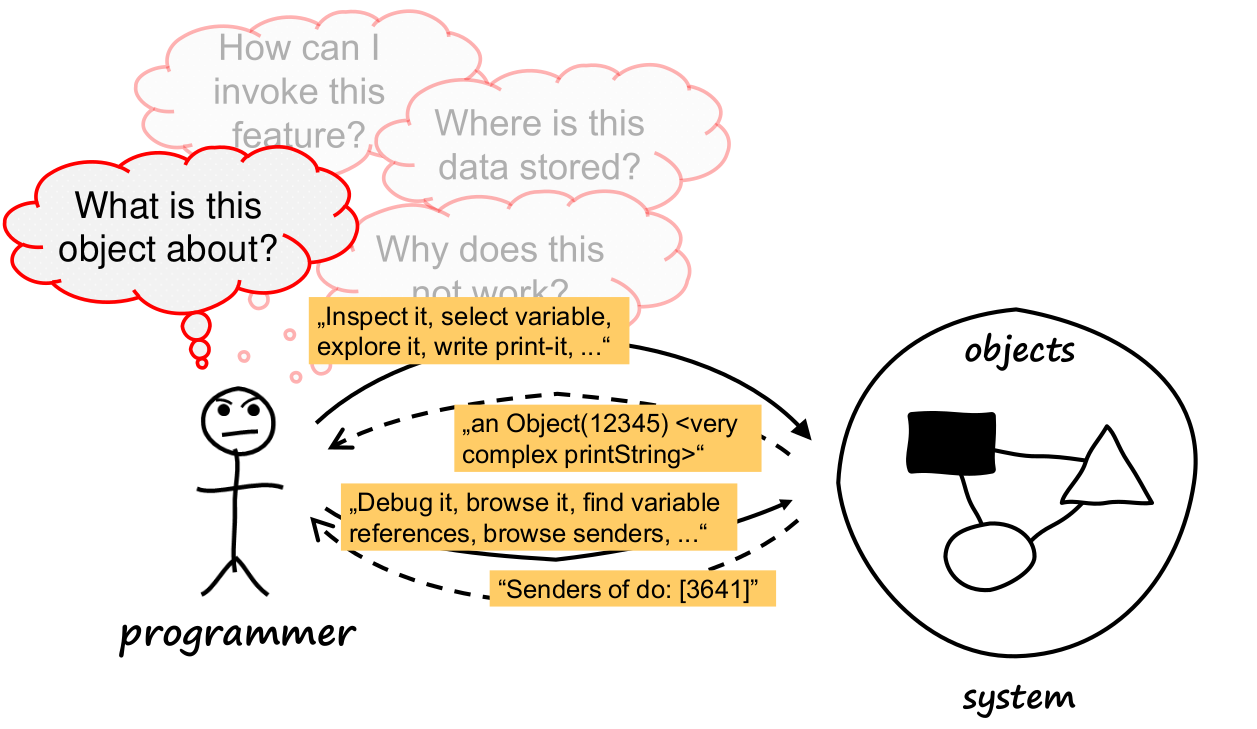 How can I
invoke this
feature?
Where is this
data stored?
What is this
object about?
Why does this
not work?
„Inspect it, select variable,
explore it, write print-it, ...“
objects
„an Object(12345) <very
complex printString>“
„Debug it, browse it, find variable
references, browse senders, ...“
“Senders of do: [3641]”
programmer
system